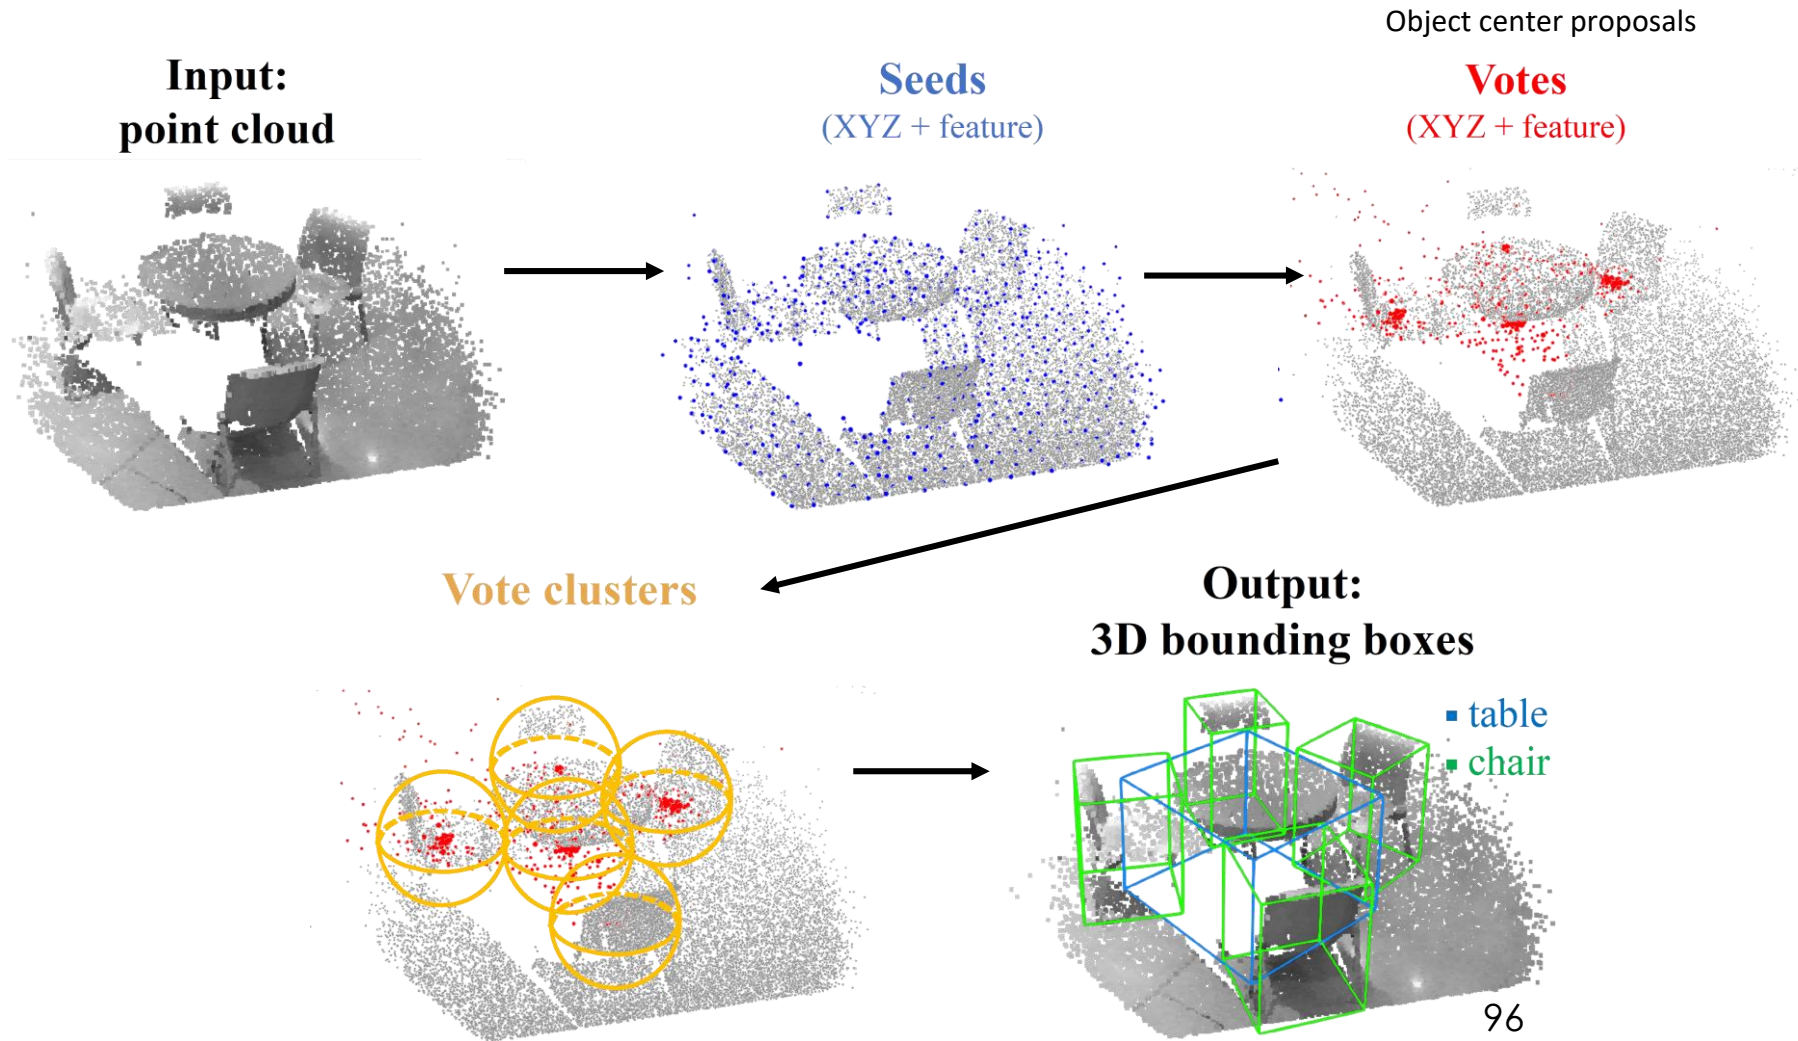 Object center proposals
Input:
point cloud
Seeds
(XYZ + feature)
Votes
(XYZ + feature)
Vote clusters
Output:
3D bounding boxes
table
chair
96